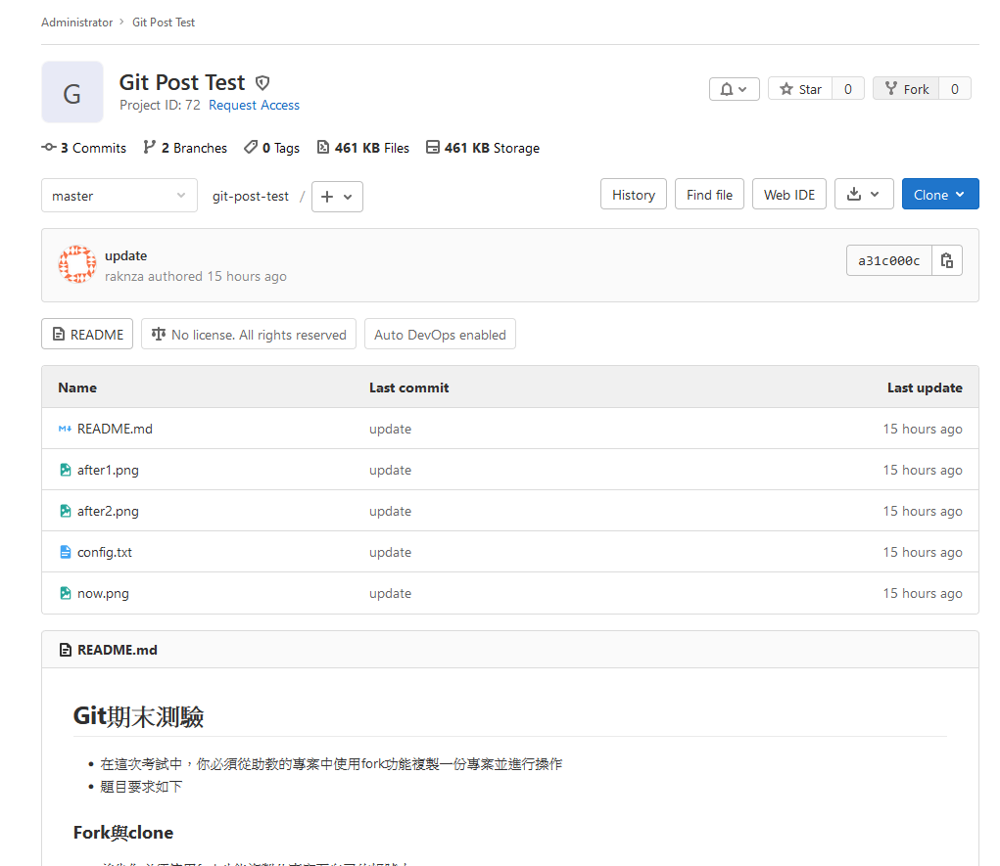 Administrator > Git Post Test
G
Git Post Test
Project ID: 72 Request Access
Star 0
Fork 0
3 Commits 2 Branches 0 Tags 461 KB Files 461 KB Storage
master git-post-test / + History Find file Web IDE Clone
update
raknza authored 15 hours ago
a31c000c
README No license. All rights reserved Auto DevOps enabled
Name Last commit Last update
README.md update 15 hours ago
after1.png update 15 hours ago
after2.png update 15 hours ago
config.txt update 15 hours ago
now.png update 15 hours ago
README.md
Git期末測驗
• 在這次考試中，你必須從助教的專案中使用fork功能複製一份專案並進行操作
• 題目要求如下
Fork與clone